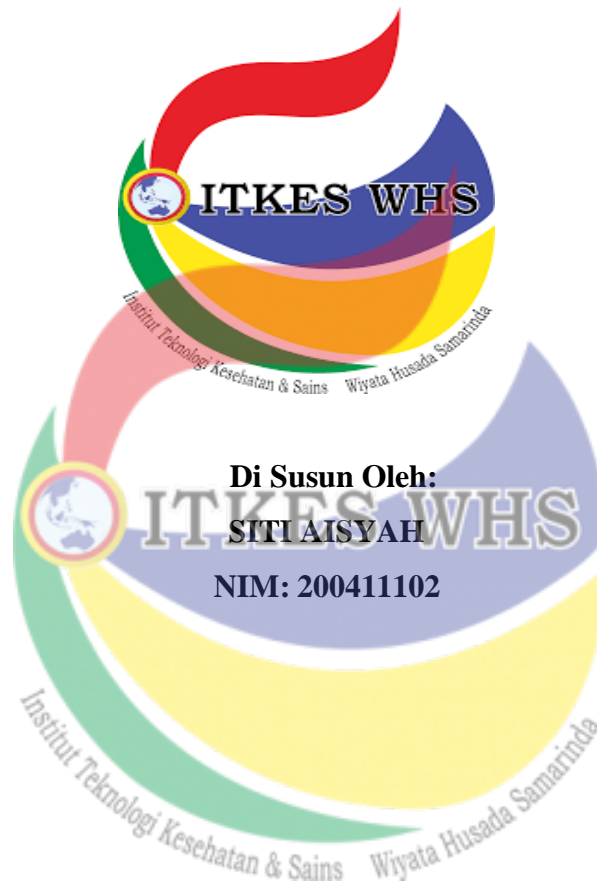 ITKES WHS
Institut Teknologi Kesehatan & Sains Wiyata Husada Samarinda
Di Susun Oleh:
SITI AISYAH
ITKES WHS
NIM: 200411102
Institut Teknologi Kesehatan & Sains Wiyata Husada Samarinda